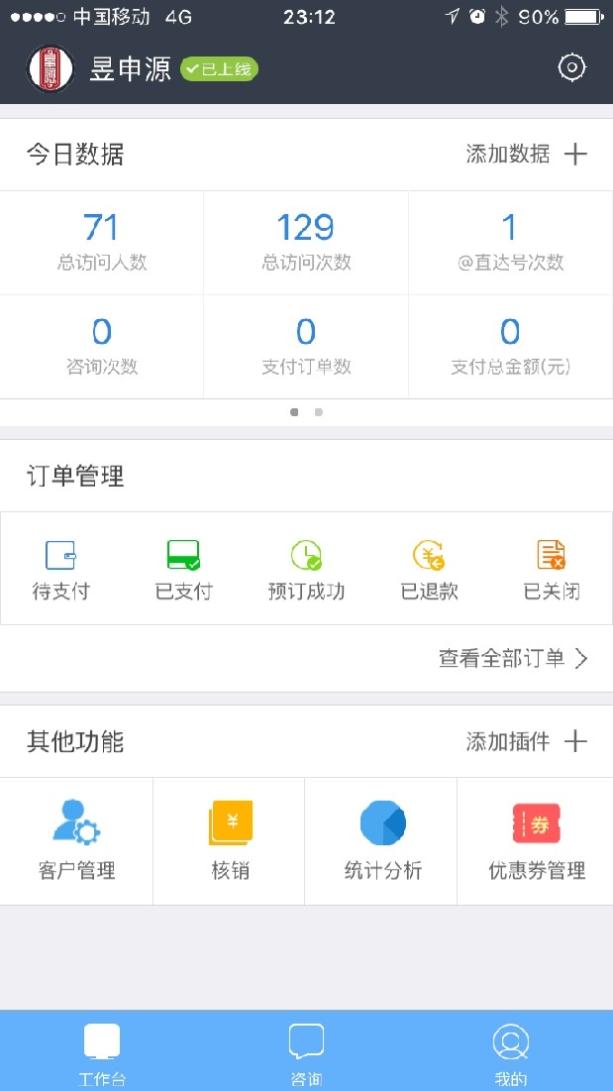 中国移动 4G 23:12 90%
昱申源 已上线
今日数据 添加数据
71 129 1
总访问人数 总访问次数 @直达号次数
0 0 0
咨询次数 支付订单数 支付总金额(元)
订单管理
待支付 已支付 预订成功 已退款 已关闭
查看全部订单
其他功能 添加插件
¥ 券
客户管理 核销 统计分析 优惠券管理
工作台 咨询 我的